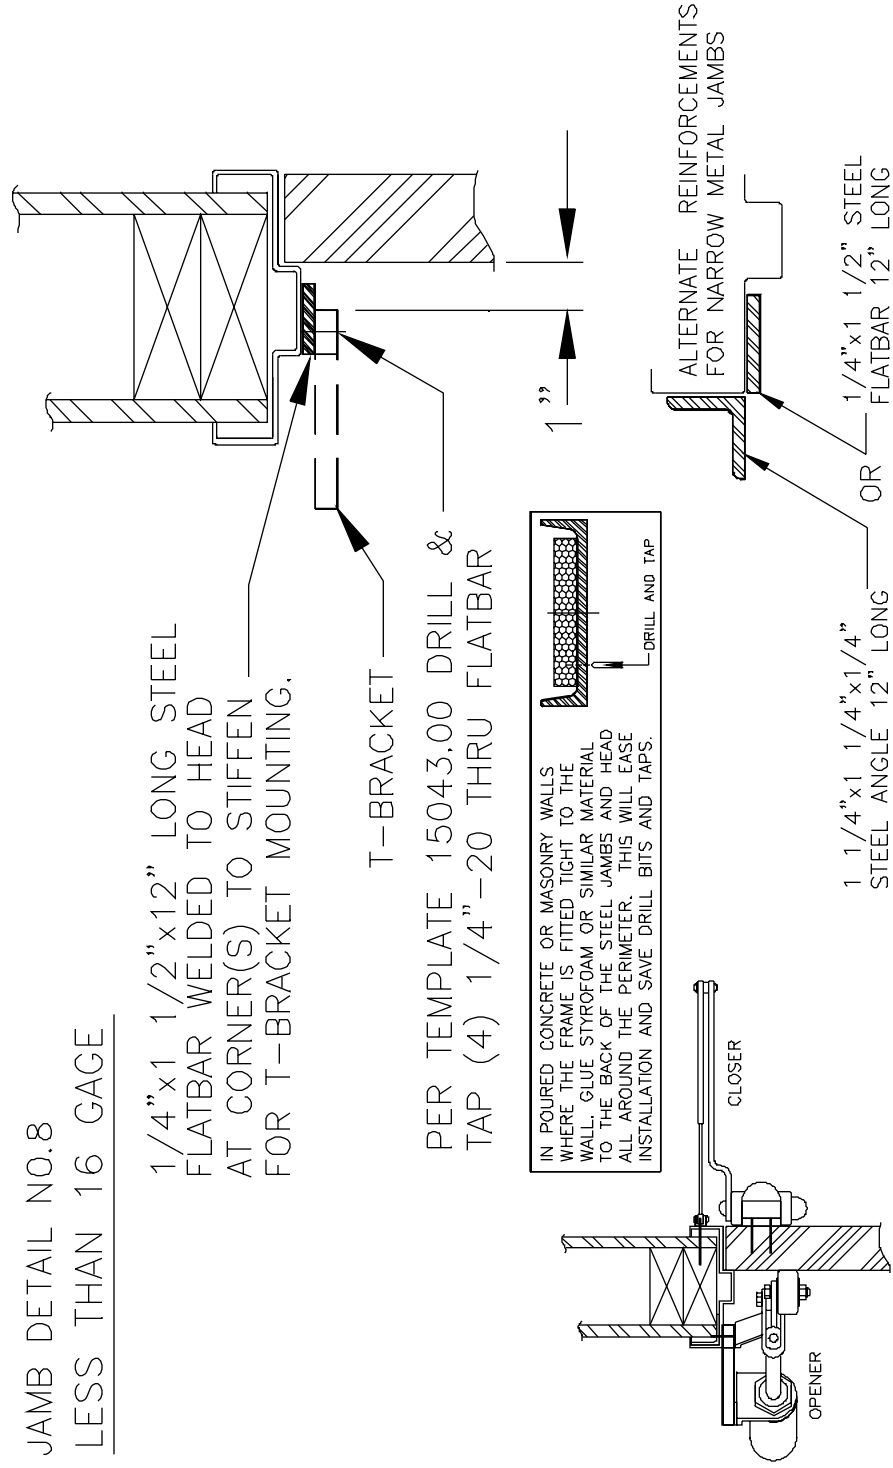 JAMB DETAIL NO.8
LESS THAN 16 GAGE
1/4"x1 1/2"x12" LONG STEEL
FLATBAR WELDED TO HEAD
AT CORNER(S) TO STIFFEN
FOR T-BRACKET MOUNTING.
T-BRACKET
PER TEMPLATE 15043.00 DRILL &
TAP (4) 1/4"-20 THRU FLATBAR
1"
IN POURED CONCRETE OR MASONRY WALLS
WHERE THE FRAME IS FITTED TIGHT TO THE
WALL. GLUE STYROFOAM OR SIMILAR MATERIAL
TO THE BACK OF THE STEEL JAMBS AND HEAD
ALL AROUND THE PERIMETER. THIS WILL EASE
INSTALLATION AND SAVE DRILL BITS AND TAPS.
DRILL AND TAP
ALTERNATE REINFORCEMENTS
FOR NARROW METAL JAMBS
1 1/4"x1 1/4"x1/4"
STEEL ANGLE 12" LONG
OR
1/4"x1 1/2" STEEL
FLATBAR 12" LONG
CLOSER
OPENER